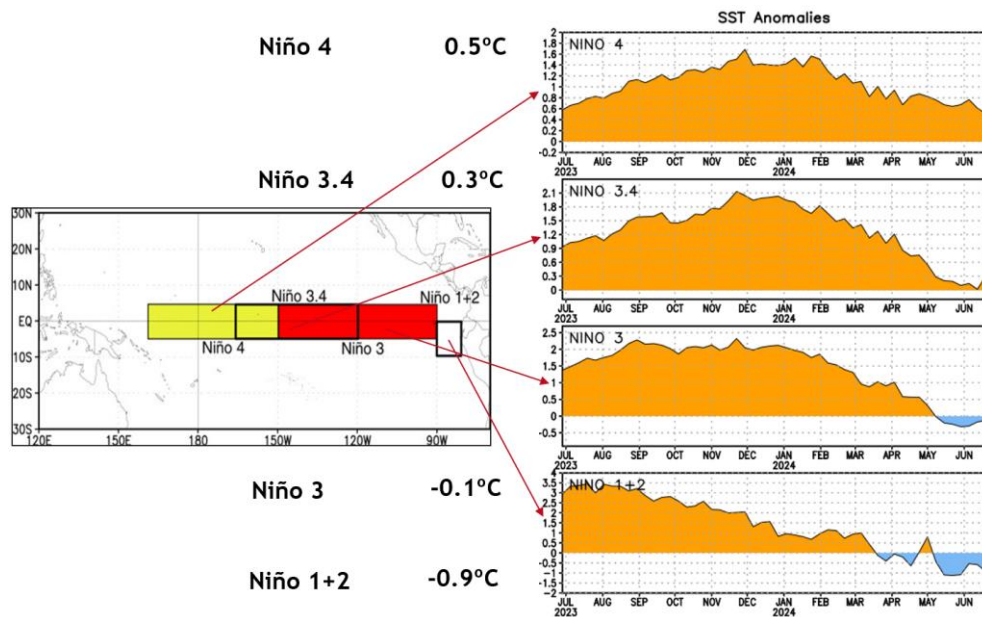 Niño 4 0.5ºC
Niño 3.4 0.3ºC
30N
20N
10N
EQ
10S
20S
30S
120E 150E 180 150W 120W 90W
Niño 3.4
Niño 1+2
Niño 4
Niño 3
Niño 3 -0.1ºC
Niño 1+2 -0.9ºC
SST Anomalies
NINO 4
2
1.8
1.6
1.4
1.2
1
0.8
0.6
0.4
0.2
0
-0.2
JUL AUG SEP OCT NOV DEC JAN FEB MAR APR MAY JUN
2023 2024
NINO 3.4
2.1
1.8
1.5
1.2
0.9
0.6
0.3
0
JUL AUG SEP OCT NOV DEC JAN FEB MAR APR MAY JUN
2023 2024
NINO 3
2.5
2
1.5
1
0.5
0
-0.5
JUL AUG SEP OCT NOV DEC JAN FEB MAR APR MAY JUN
2023 2024
NINO 1+2
4
3.5
3
2.5
2
1.5
1
0.5
0
-0.5
-1
-1.5
-2
JUL AUG SEP OCT NOV DEC JAN FEB MAR APR MAY JUN
2023 2024